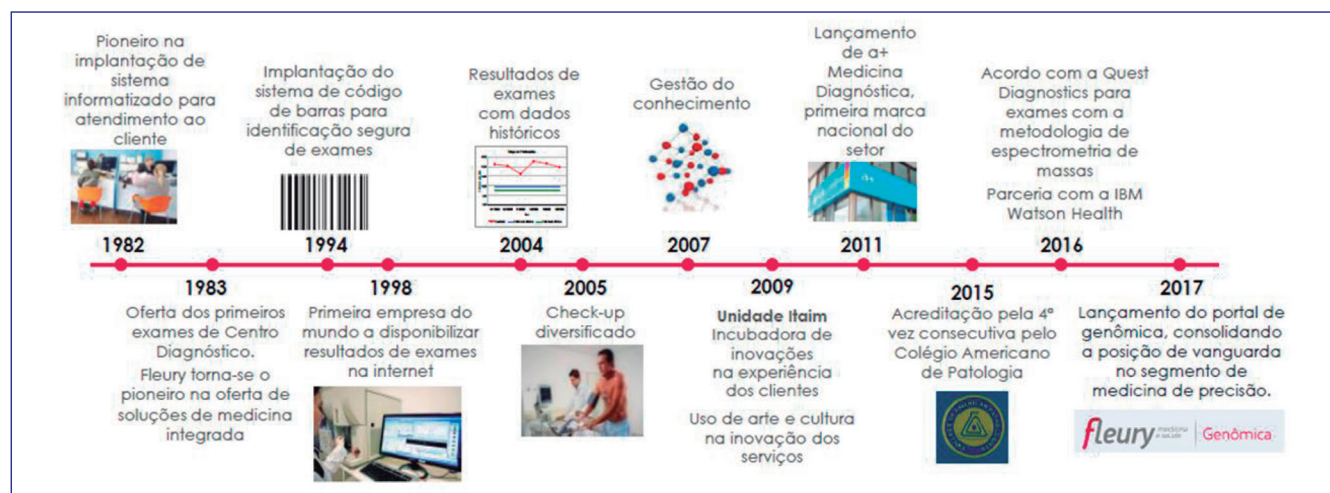 Pioneiro na
implantação de
sistema
informatizado para
atendimento ao
cliente
1982
1983
Oferta dos primeiros
exames de Centro
Diagnóstico.
Fleury torna-se o
pioneiro na oferta de
soluções de medicina
integrada
Implantação do
sistema de código
de barras para
identificação segura
de exames
1994
1998
Primeira empresa do
mundo a disponibilizar
resultados de exames
na internet
Resultados de
exames
com dados
históricos
2004
2005
Check-up
diversificado
Gestão do
conhecimento
2007
2009
Unidade Itaim
Incubadora de
inovações
na experiência
dos clientes
Uso de arte e cultura
na inovação dos
serviços
Lançamento
de a+
Medicina
Diagnóstica,
primeira marca
nacional do
setor
2011
2015
Acreditação pela 4ª
vez consecutiva pelo
Colégio Americano
de Patologia
Acordo com a Quest
Diagnostics para
exames com a
metodologia de
espectrometria de
massas
Parceria com a IBM
Watson Health
2016
2017
Lançamento do portal de
genômica, consolidando
a posição de vanguarda
no segmento de
medicina de precisão.
fleury medicina e saúde Genômica